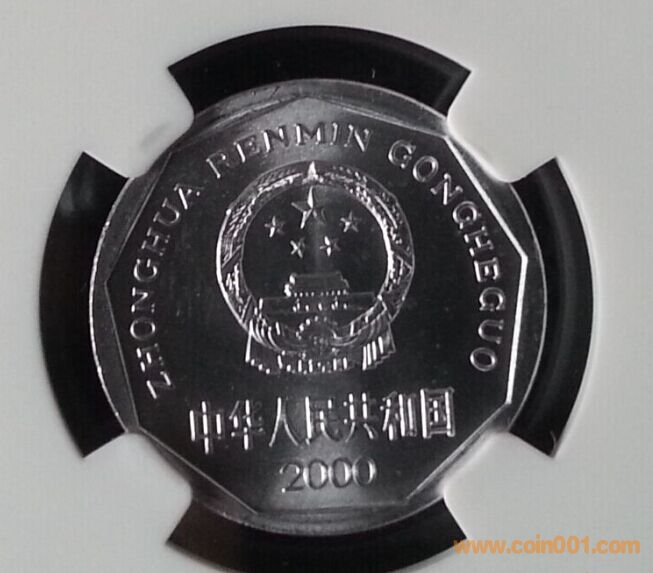 ZHONGHUA RENMIN GONGHEGUO
中华人民共和国
2000
www.coin001.com